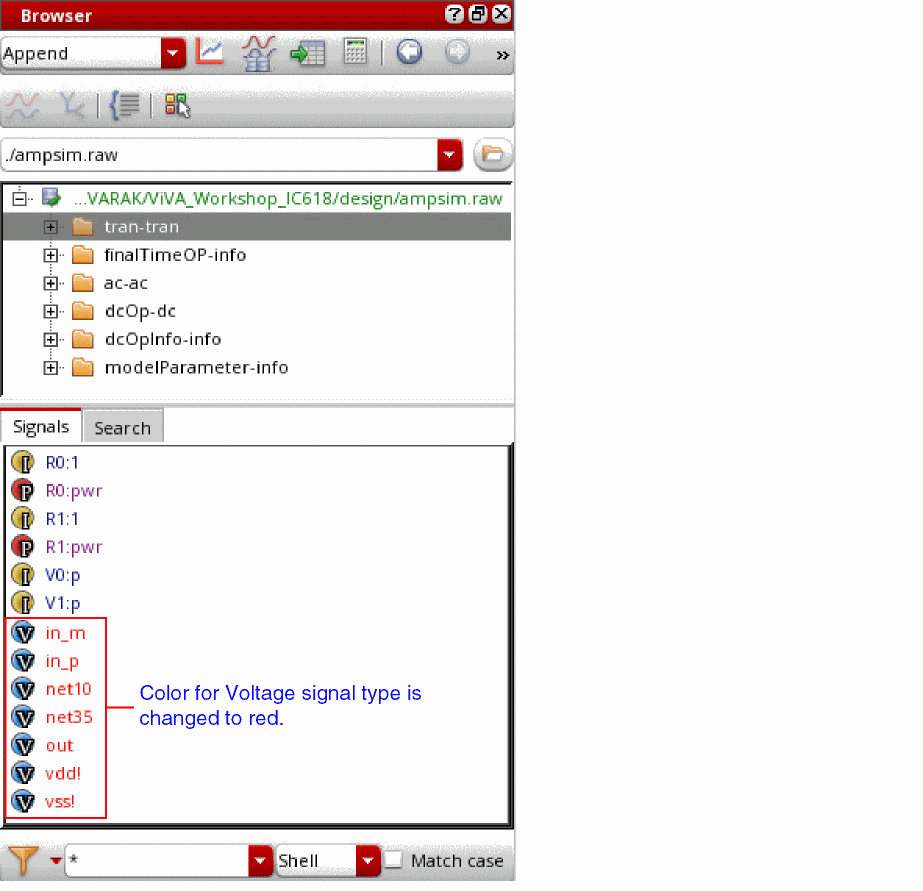 Browser
Append
./ampsim.raw
...VARAK/ViVA_Workshop_IC618/design/ampsim.raw
tran-tran
finalTimeOP-info
ac-ac
dcOp-dc
dcOpInfo-info
modelParameter-info
Signals Search
I R0:1
P R0:pwr
I R1:1
P R1:pwr
I V0:p
I V1:p
V in_m
V in_p
V net10
Color for Voltage signal type is
V net35
changed to red.
V out
V vdd!
V vss!
* Shell Match case